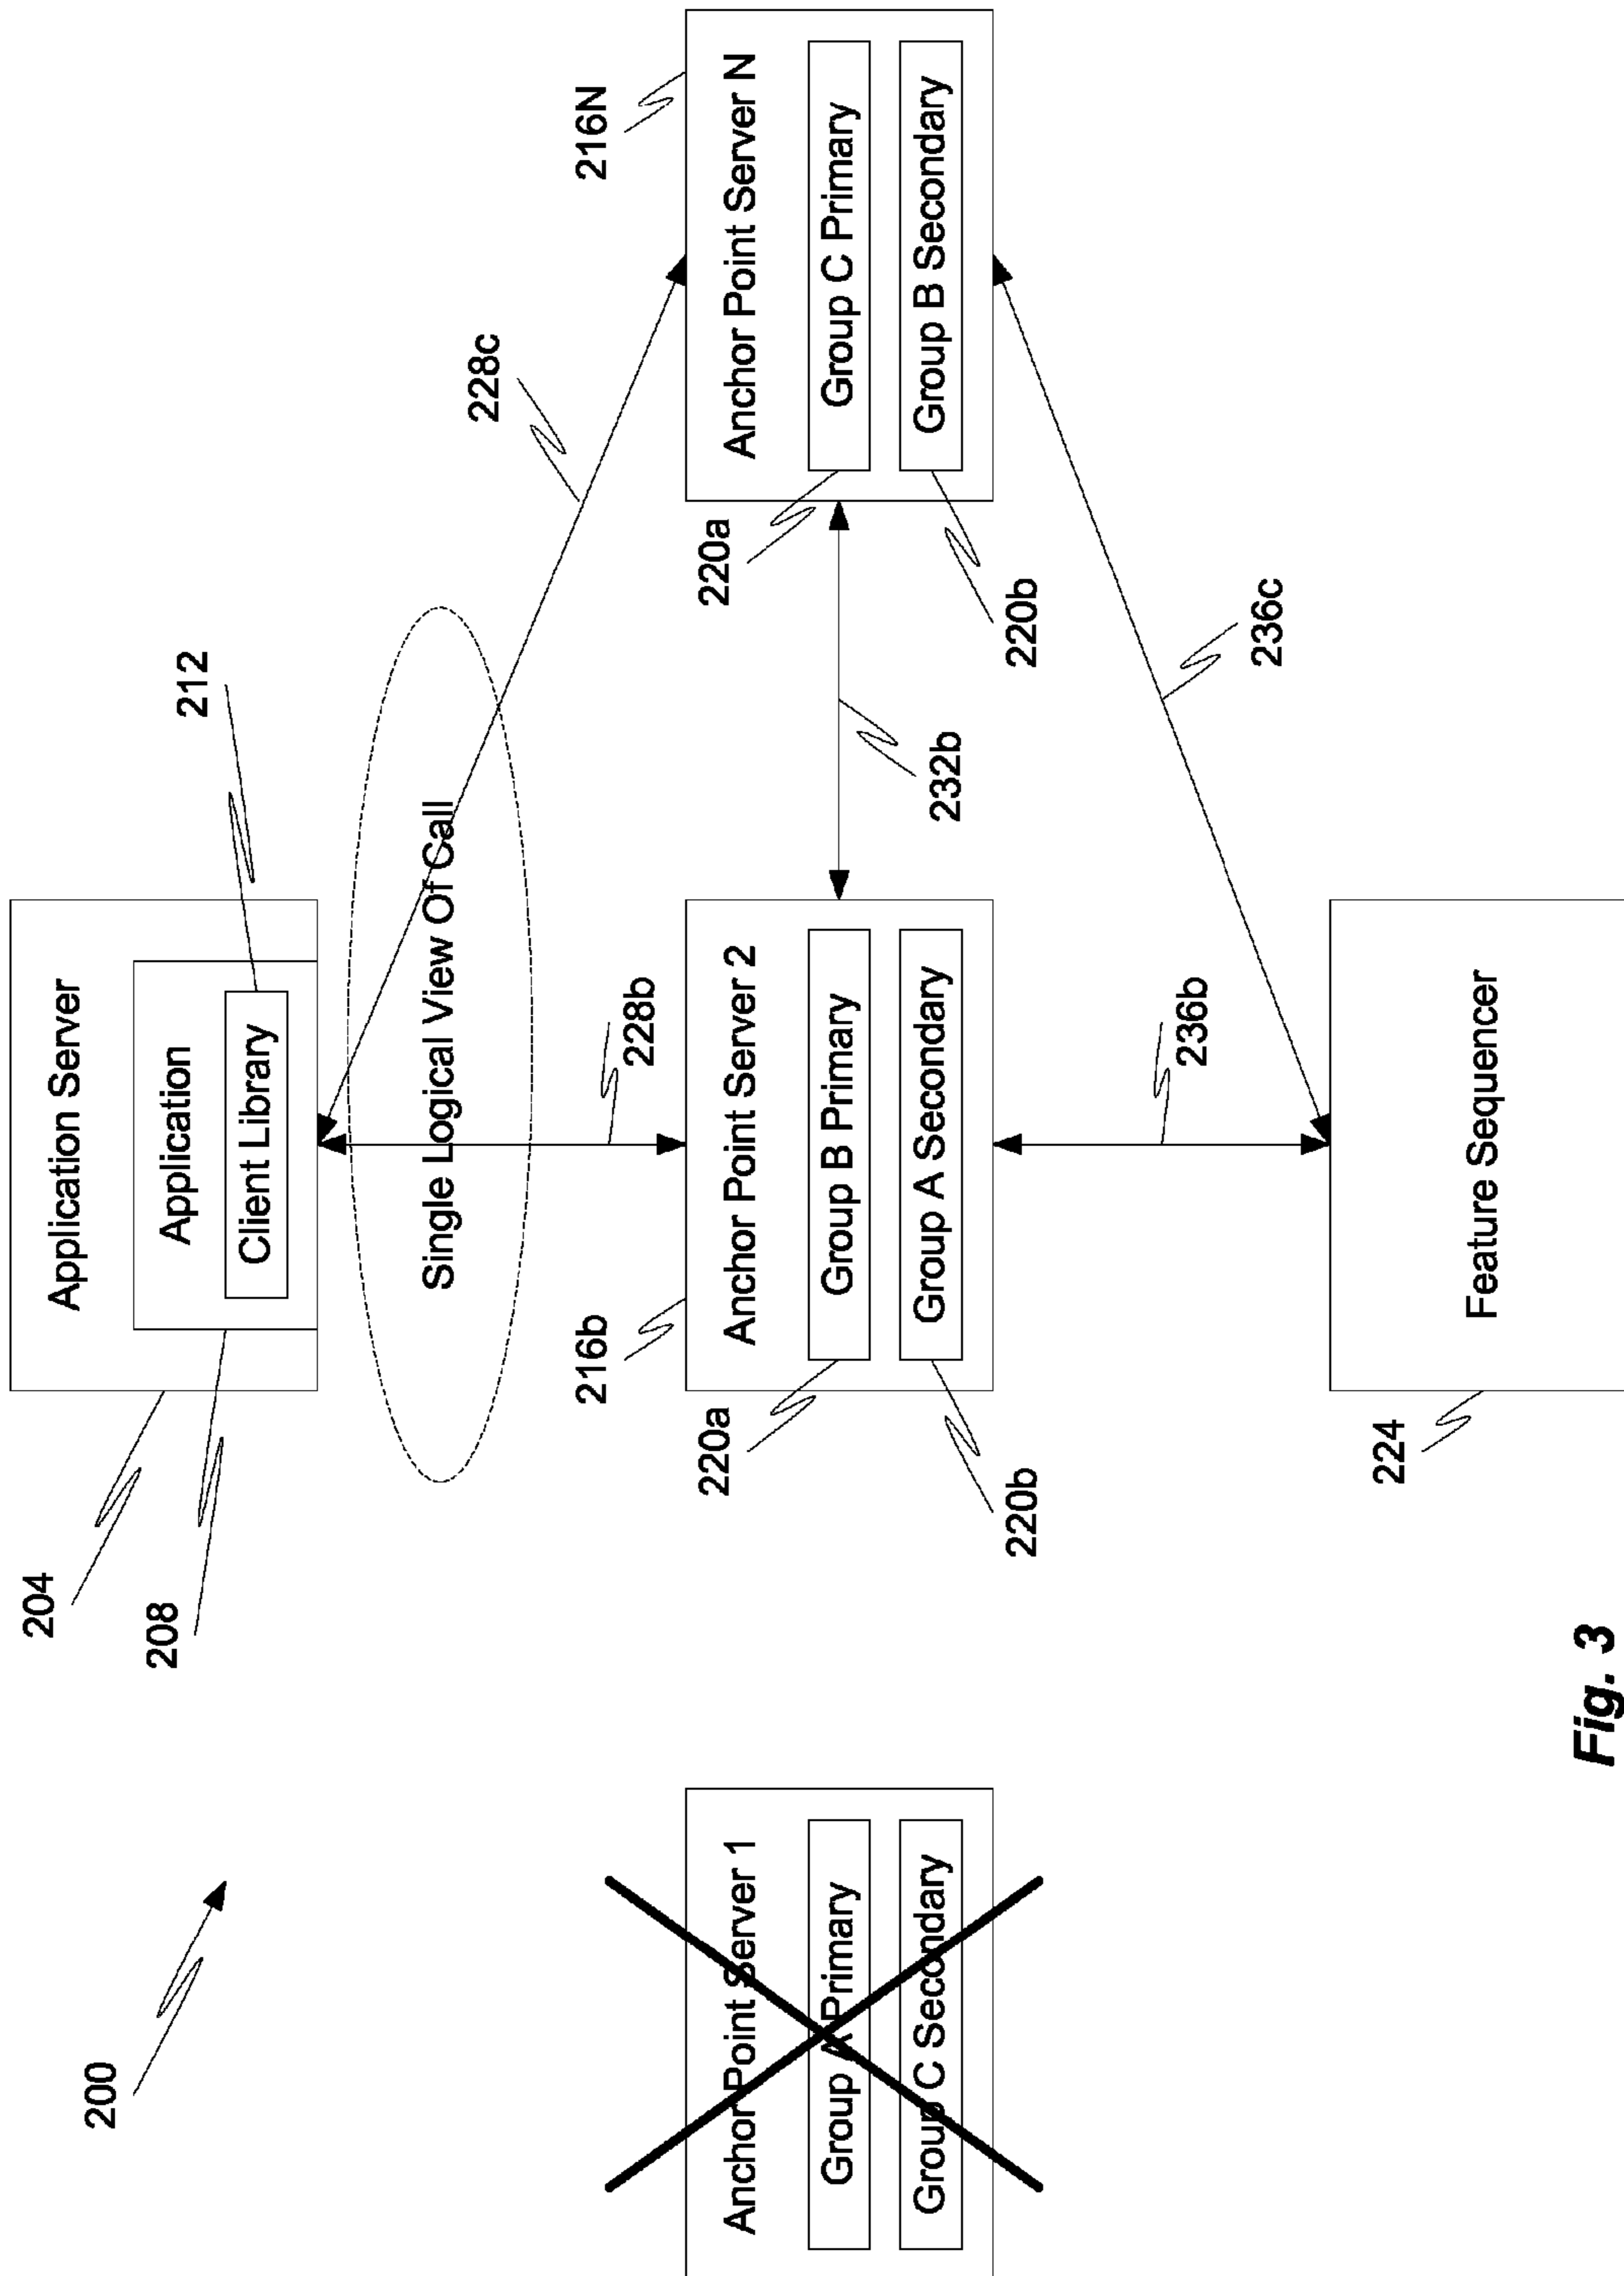 200
204
Application Server
208
Application
212
Client Library
Single Logical View Of Call
228b
228c
Anchor Point Server 1
Group A Primary
Group C Secondary
216b
Anchor Point Server 2
220a
Group B Primary
220b
Group A Secondary
232b
216N
Anchor Point Server N
220a
Group C Primary
220b
Group B Secondary
236b
236c
224
Feature Sequencer
Fig. 3